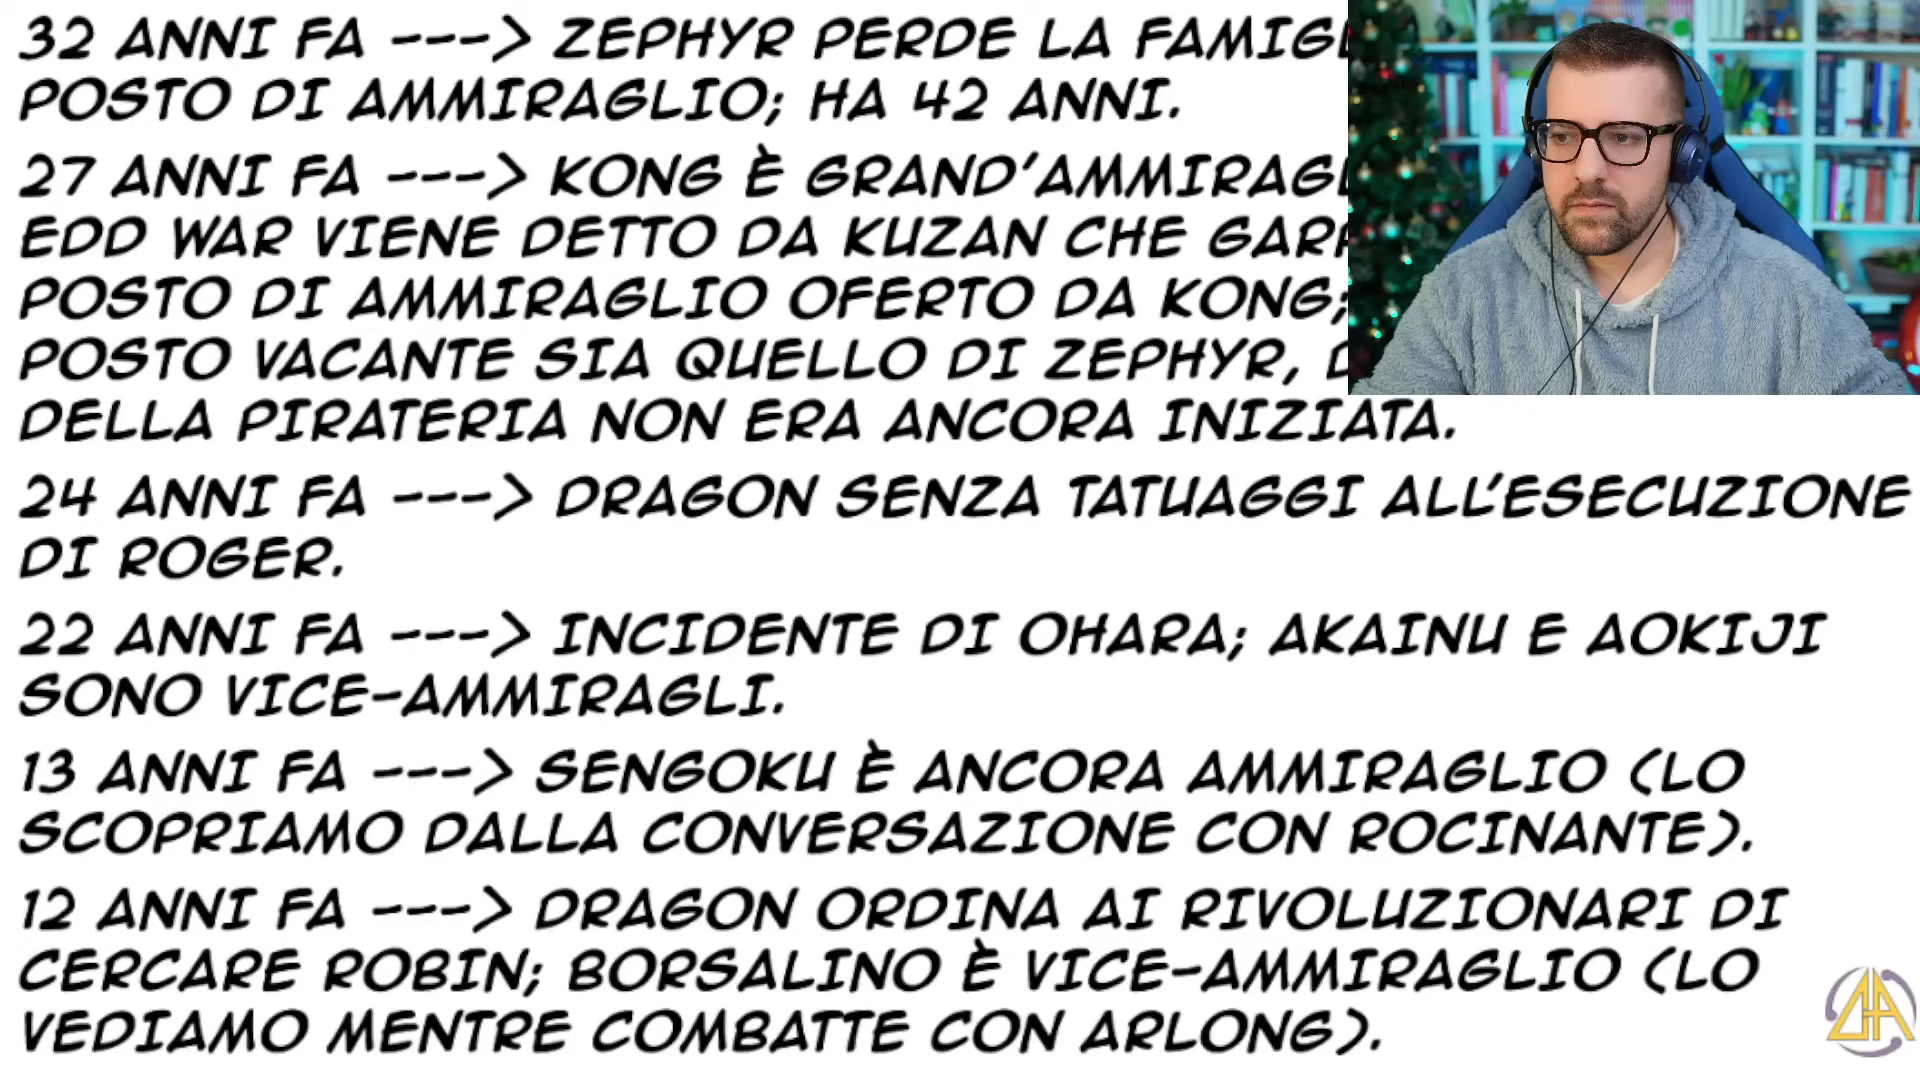 32 ANNI FA ---> ZEPHYR PERDE LA
POSTO DI AMMIRAGLIO; HA 42 ANNI.
27 ANNI FA ---> KONG È
EDD WAR VIENE DETTO DA KUZAN CHE
POSTO DI AMMIRAGLIO OFERTO DA KONG;
POSTO VACANTE SIA QUELLO DI ZEPHYR,
DELLA PIRATERIA NON ERA ANCORA INIZIATA.
24 ANNI FA ---> DRAGON SENZA TATUAGGI ALL'ESECUZIONE
DI ROGER.
22 ANNI FA ---> INCIDENTE DI OHARA; AKAINU E AOKIJI
SONO VICE-AMMIRAGLI.
13 ANNI FA ---> SENGOKU È ANCORA AMMIRAGLIO (LO
SCOPRIAMO DALLA CONVERSAZIONE CON ROCINANTE).
12 ANNI FA ---> DRAGON ORDINA AI RIVOLUZIONARI DI
CERCARE ROBIN; BORSALINO È VICE-AMMIRAGLIO (LO
VEDIAMO MENTRE COMBATTE CON ARLONG).